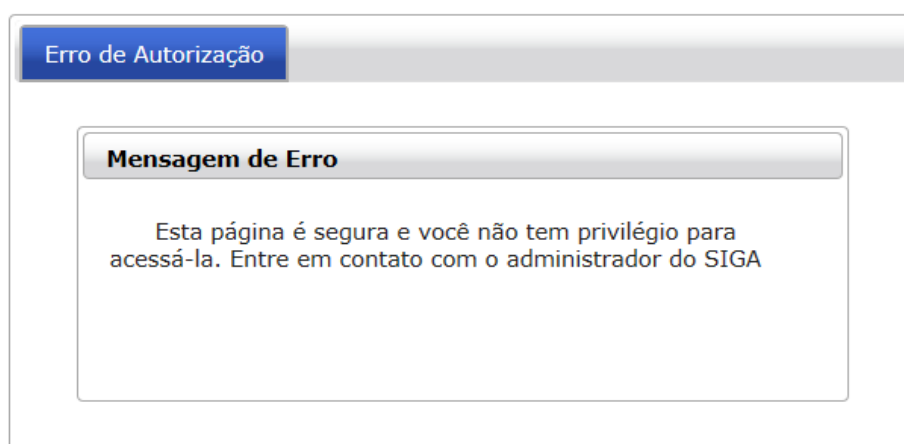 Erro de Autorização
Mensagem de Erro
Esta página é segura e você não tem privilégio para
acessá-la. Entre em contato com o administrador do SIGA